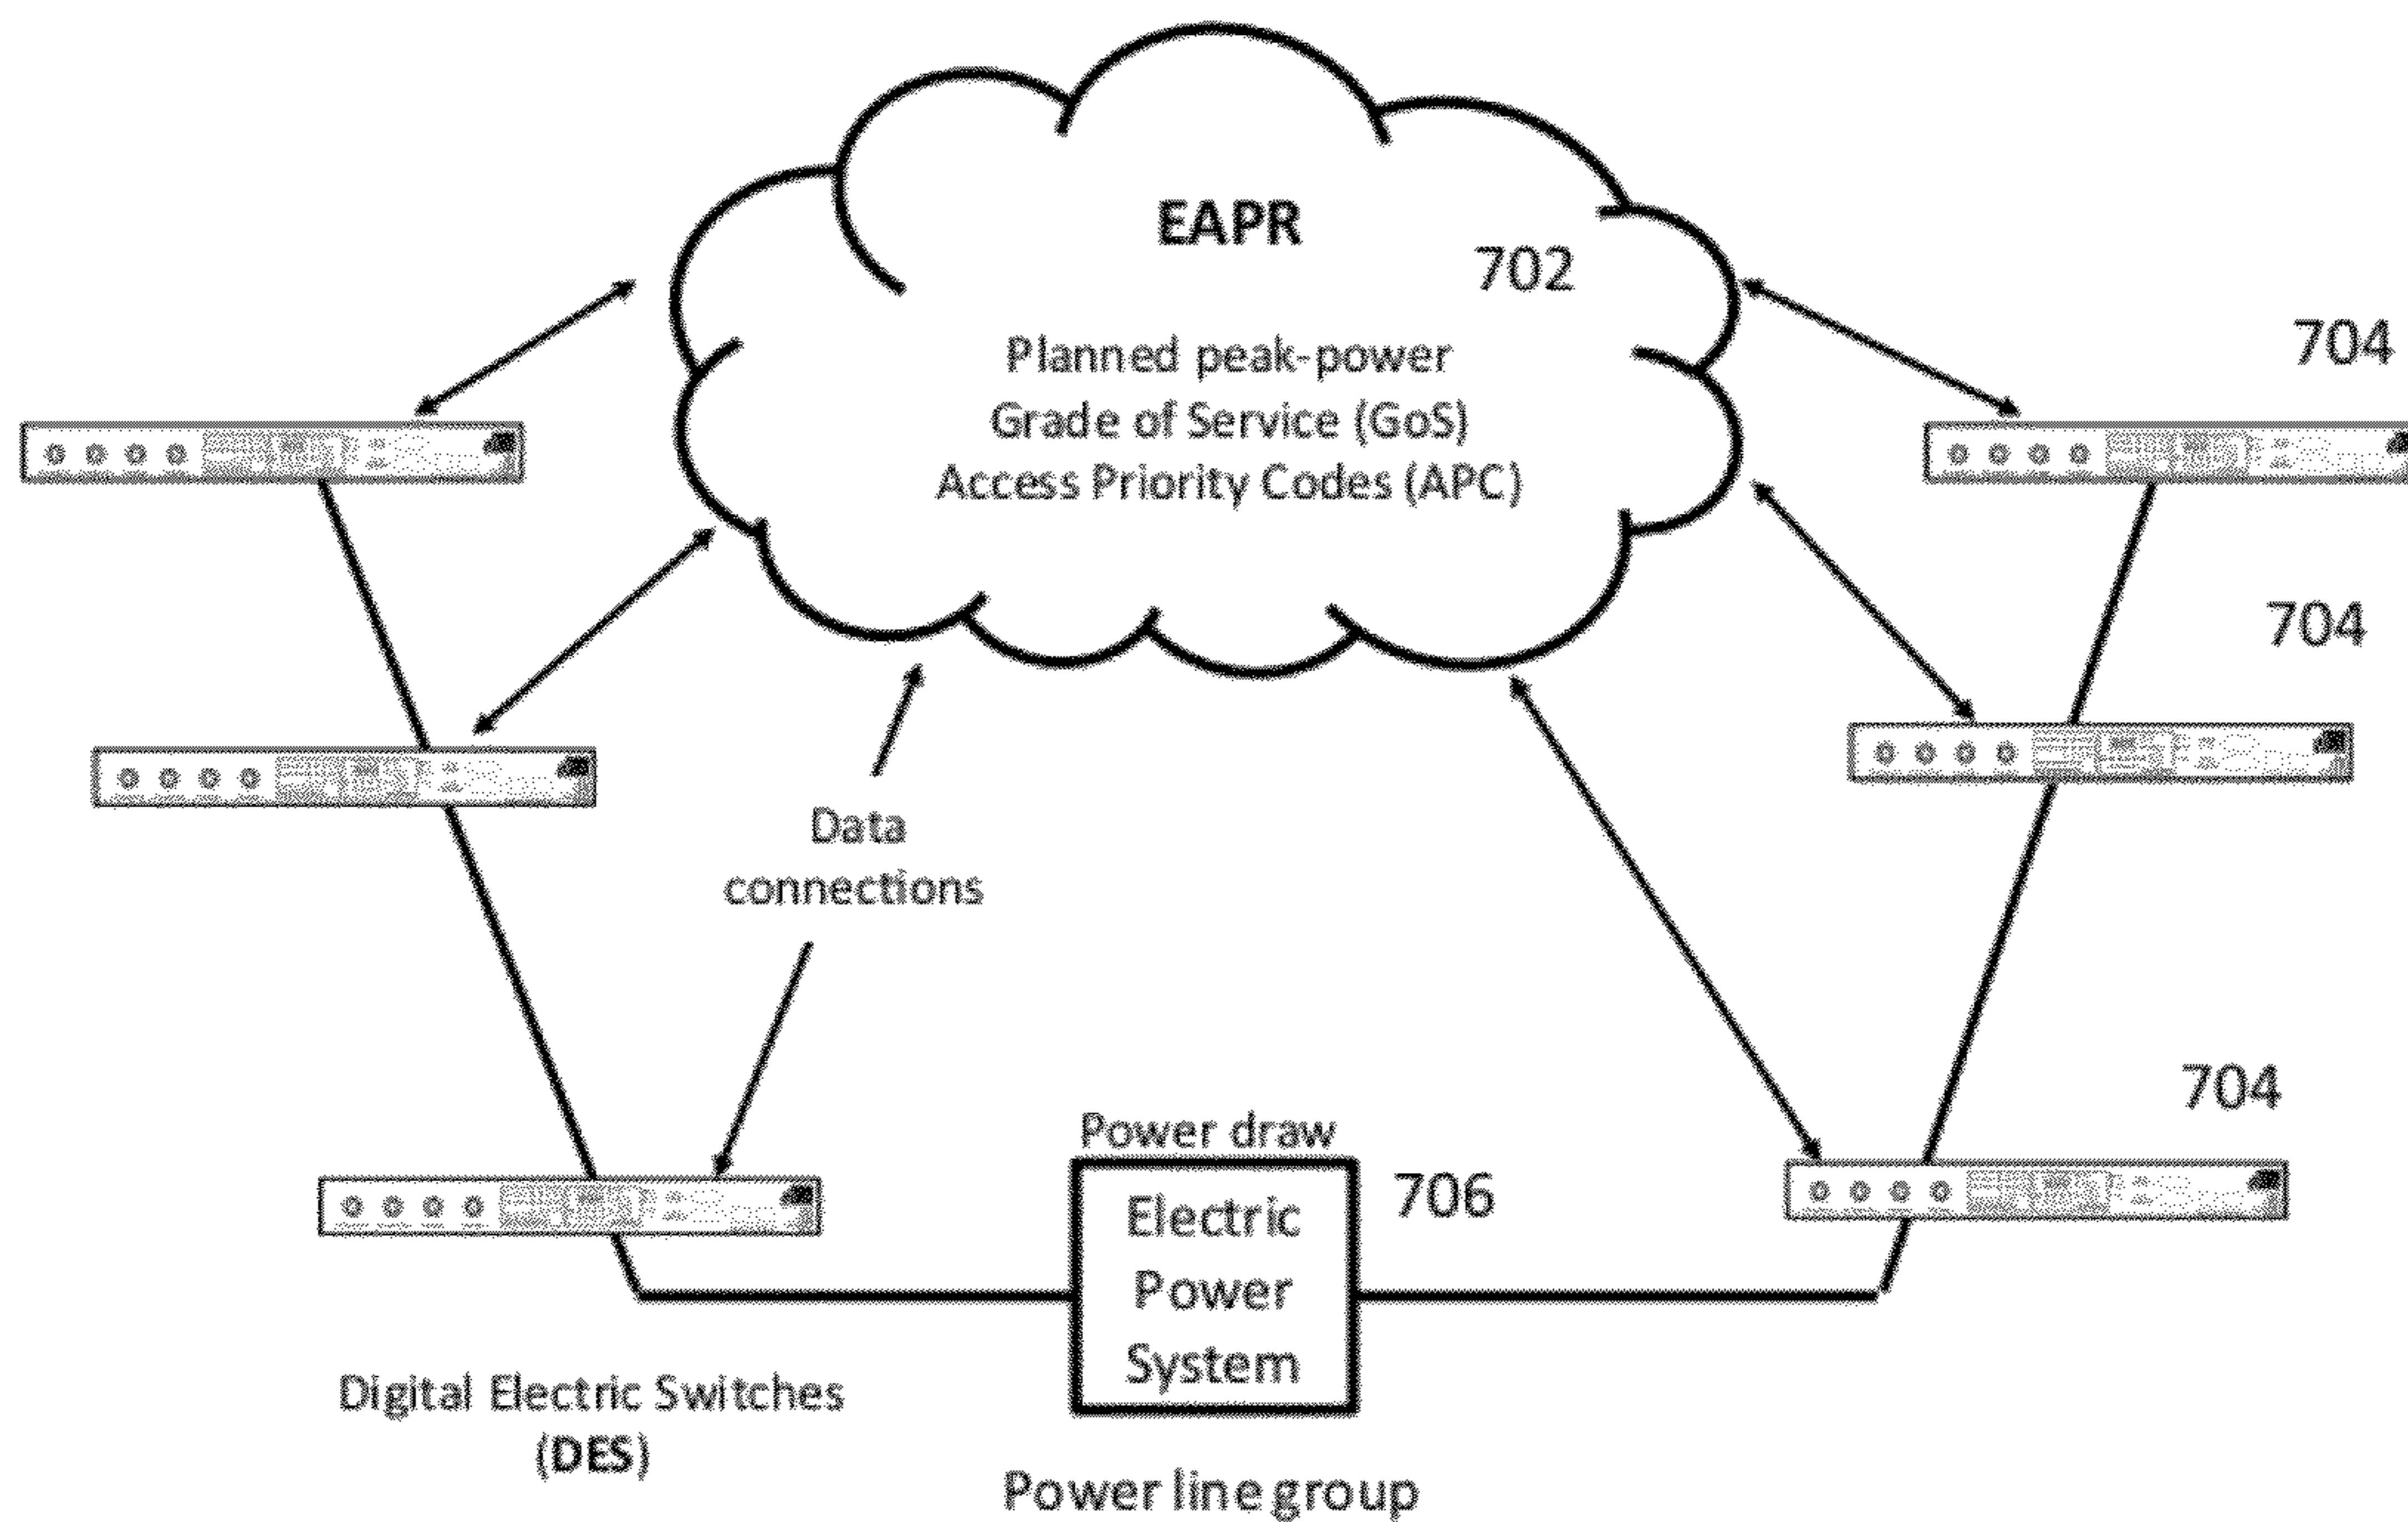 EAPR
702
Planned peak-power
Grade of Service (GoS)
Access Priority Codes (APC)
704
704
Data
connections
704
Power draw
706
Electric
Power
System
Digital Electric Switches
(DES)
Power line group